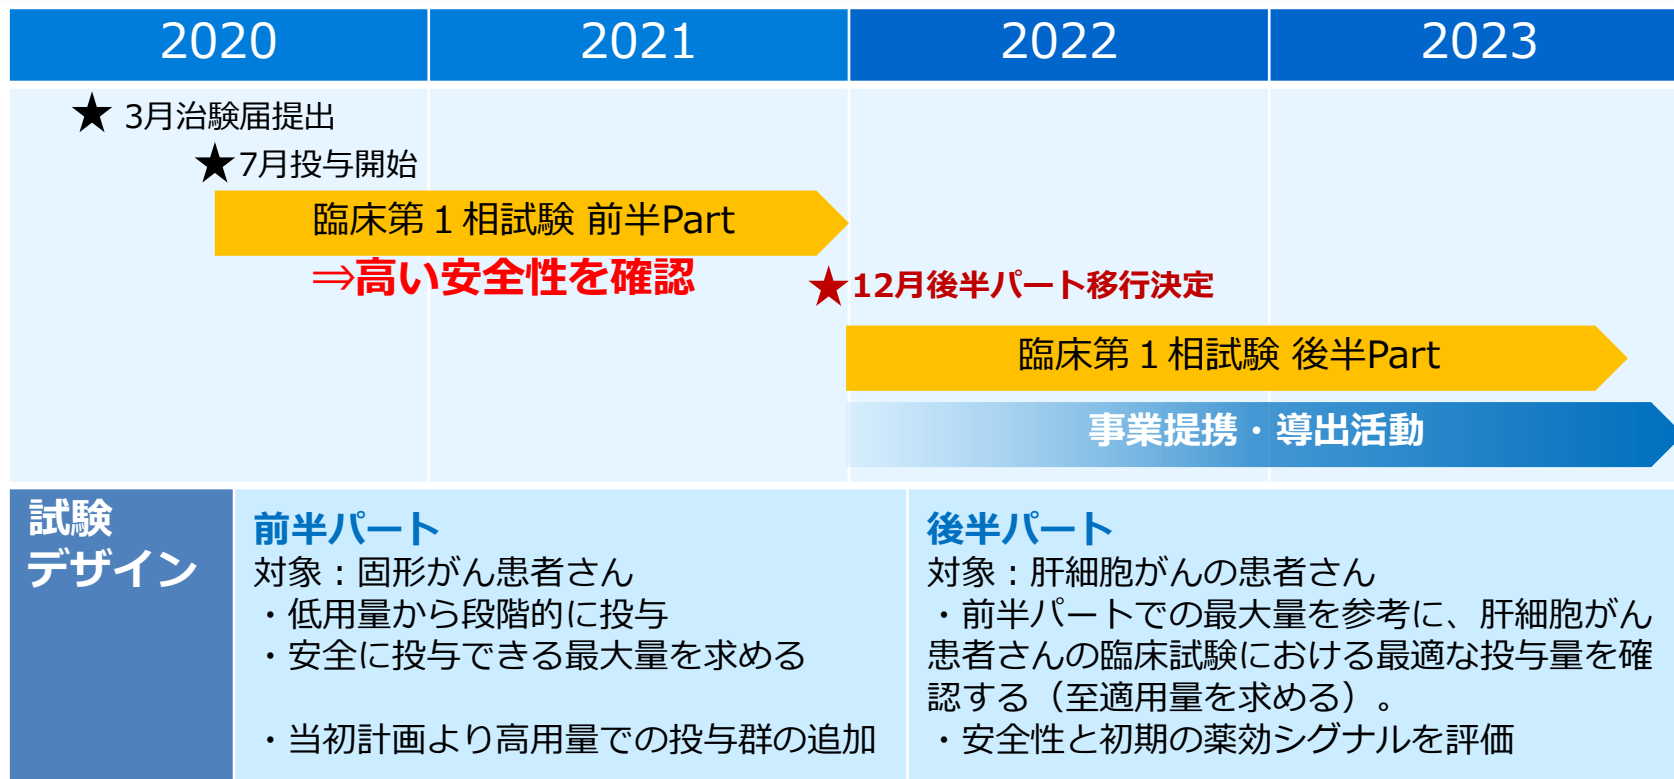 2020 2021 2022 2023
★ 3月治験届提出
★7月投与開始
臨床第１相試験 前半Part
⇒高い安全性を確認
★12月後半パート移行決定
臨床第１相試験 後半Part
事業提携・導出活動
試験
デザイン
前半パート
対象：固形がん患者さん
・低用量から段階的に投与
・安全に投与できる最大量を求める
・当初計画より高用量での投与群の追加
後半パート
対象：肝細胞がんの患者さん
・前半パートでの最大量を参考に、肝細胞がん
患者さんの臨床試験における最適な投与量を確
認する（至適用量を求める）。
・安全性と初期の薬効シグナルを評価